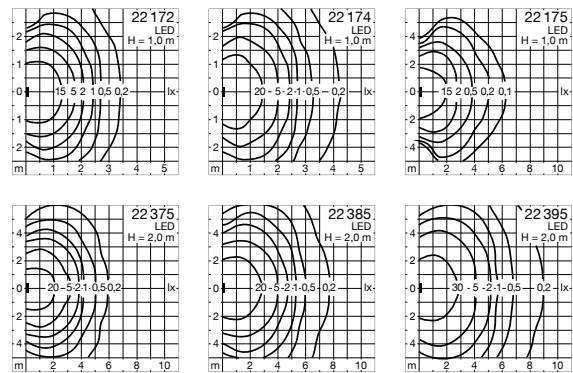 22 172
LED
H = 1,0 m
2
1
0
1
2
15 5 2 1 0,5 0,2 lx
m 1 2 3 4 5
22 174
LED
H = 1,0 m
2
1
0
1
2
20 - 5 - 2 - 1 - 0,5 - 0,2 lx
m 1 2 3 4 5
22 175
LED
H = 1,0 m
4
2
0
2
4
15 2 0,5 0,2 0,1 lx
m 2 4 6 8 10
22 375
LED
H = 2,0 m
4
2
0
2
4
20 - 5 - 2 - 1 - 0,5 - 0,2 lx
m 2 4 6 8 10
22 385
LED
H = 2,0 m
4
2
0
2
4
20 - 5 - 2 - 1 - 0,5 - 0,2 lx
m 2 4 6 8 10
22 395
LED
H = 2,0 m
4
2
0
2
4
30 - 5 - 2 - 1 - 0,5 - 0,2 lx
m 2 4 6 8 10